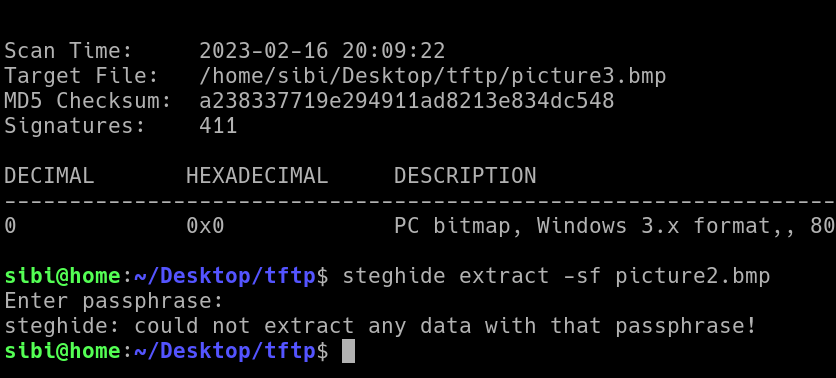 Scan Time:     2023-02-16 20:09:22
Target File:   /home/sibi/Desktop/tftp/picture3.bmp
MD5 Checksum:  a238337719e294911ad8213e834dc548
Signatures:    411
DECIMAL       HEXADECIMAL     DESCRIPTION
--------------------------------------------------------------------------------
0             0x0             PC bitmap, Windows 3.x format,, 80
sibi@home:~/Desktop/tftp$ steghide extract -sf picture2.bmp
Enter passphrase:
steghide: could not extract any data with that passphrase!
sibi@home:~/Desktop/tftp$